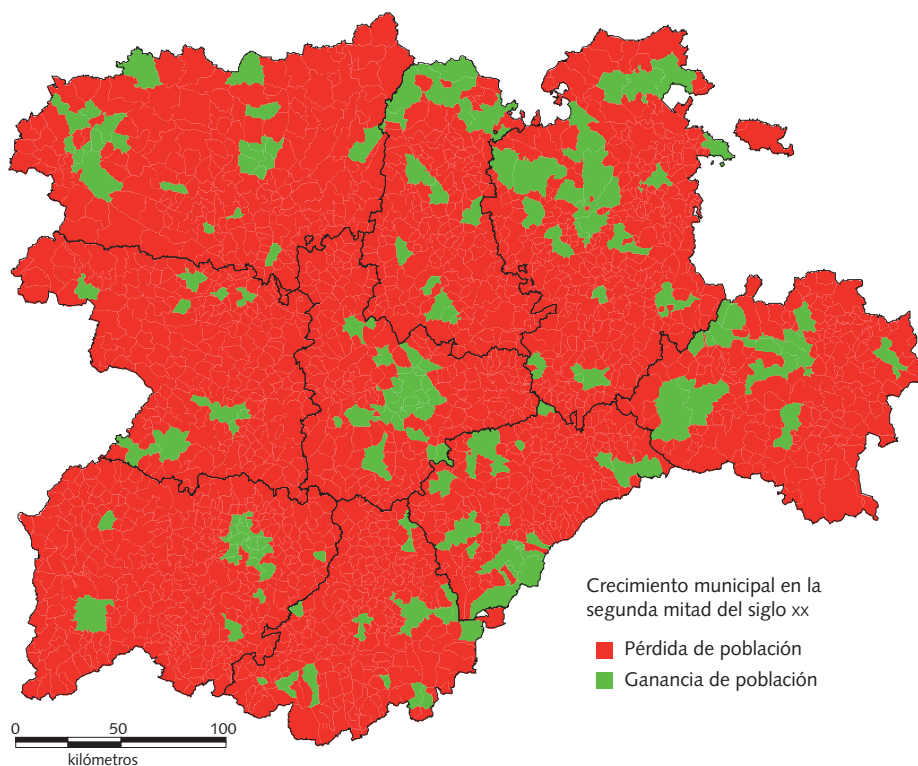 Crecimiento municipal en la
segunda mitad del siglo xx
Pérdida de población
Ganancia de población
0 50 100
kilómetros